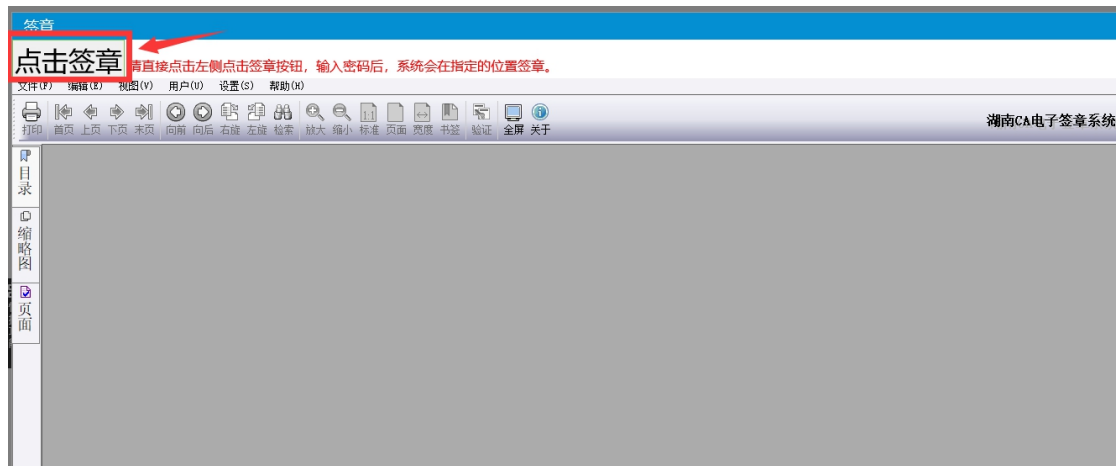 签章
点击签章 请直接点击左侧点击签章按钮，输入密码后，系统会在指定的位置签章。
文件(F) 编辑(E) 视图(V) 用户(U) 设置(S) 帮助(H)
打印 首页 上页 下页 末页 向前 向后 右旋 左旋 检索 放大 缩小 标准 页面 宽度 书签 验证 全屏 关于
湖南CA电子签章系统
目录
缩略图
页面